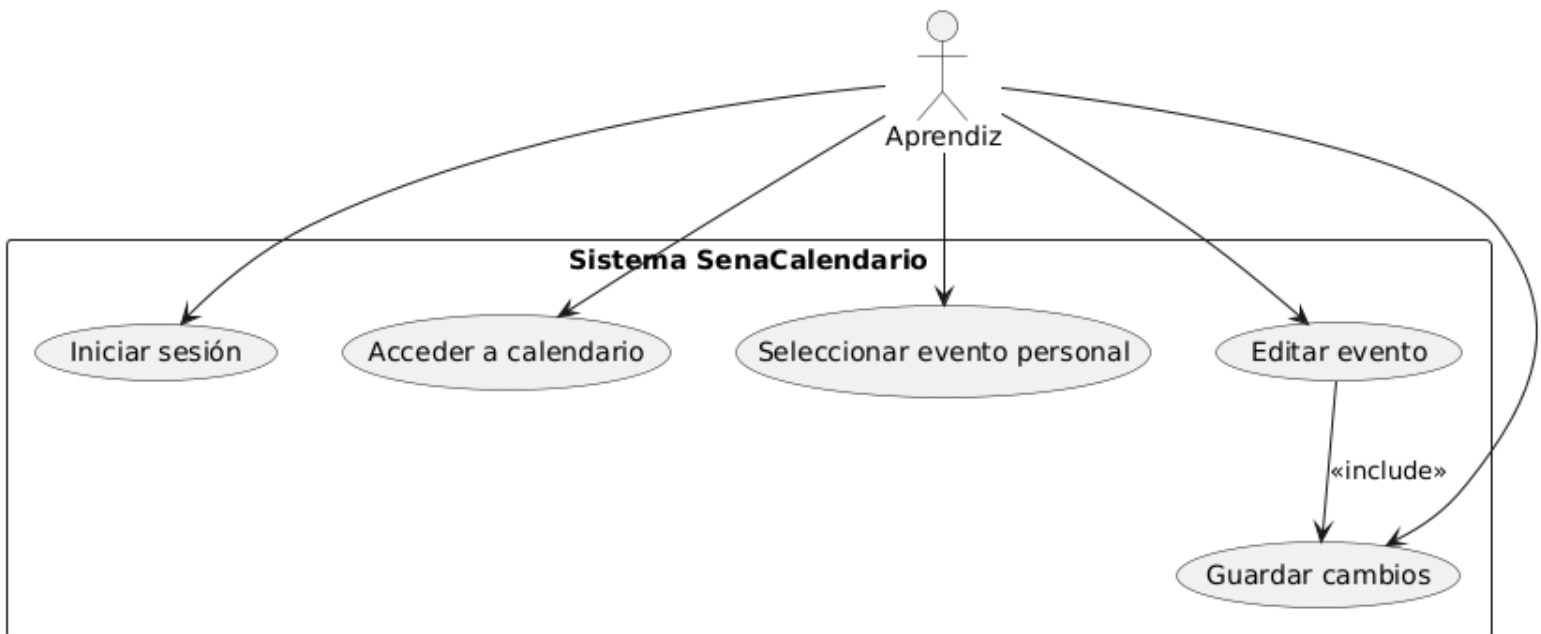 Aprendiz
Sistema SenaCalendario
Iniciar sesión
Acceder a calendario
Seleccionar evento personal
Editar evento
«include»
Guardar cambios